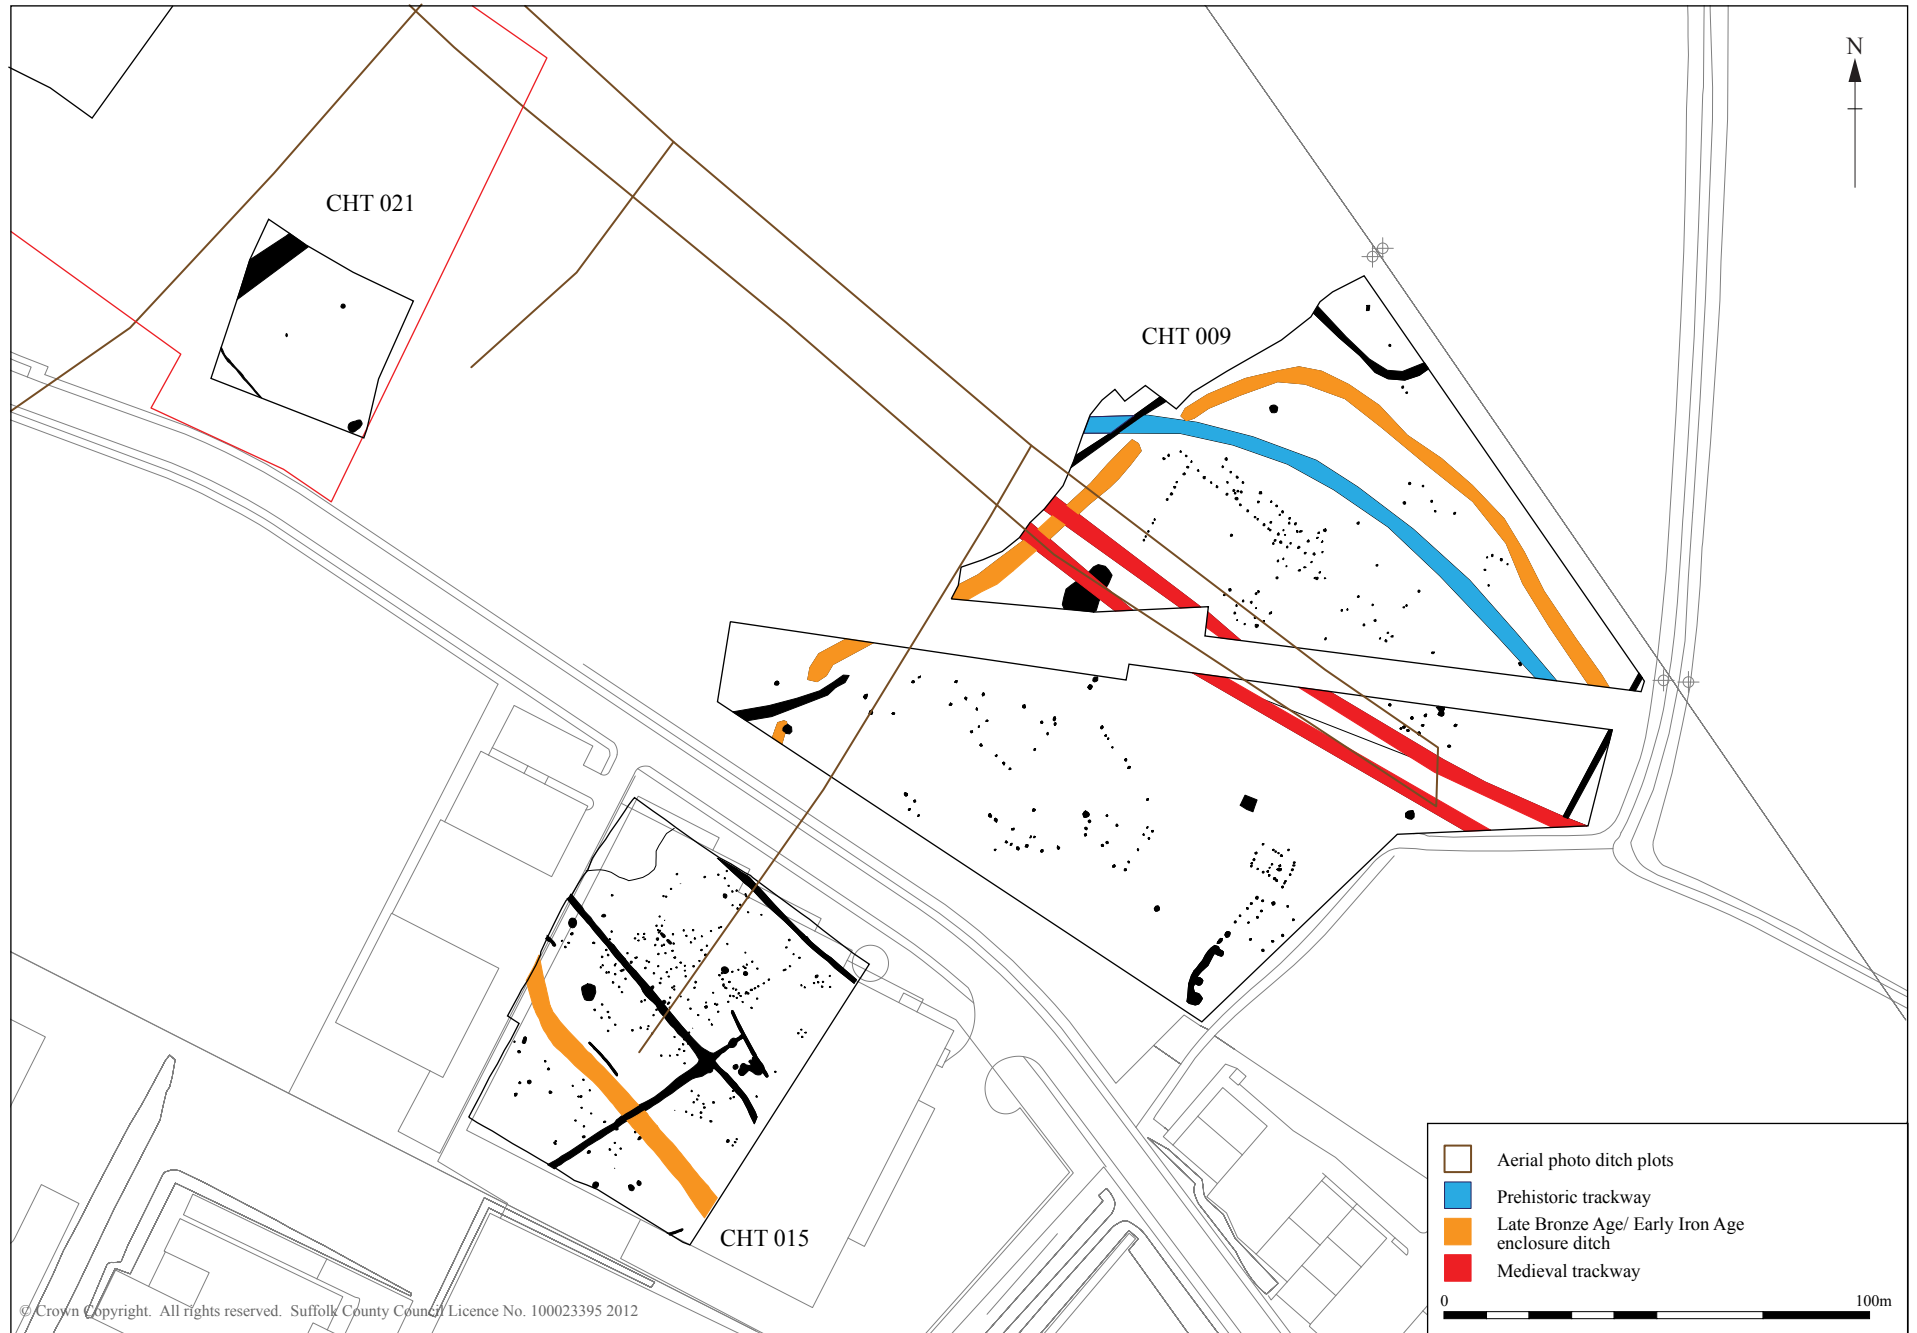 N
CHT 021
CHT 009
CHT 015
Aerial photo ditch plots
Prehistoric trackway
Late Bronze Age/ Early Iron Age
enclosure ditch
Medieval trackway
0 100m
© Crown Copyright. All rights reserved. Suffolk County Council Licence No. 100023395 2012